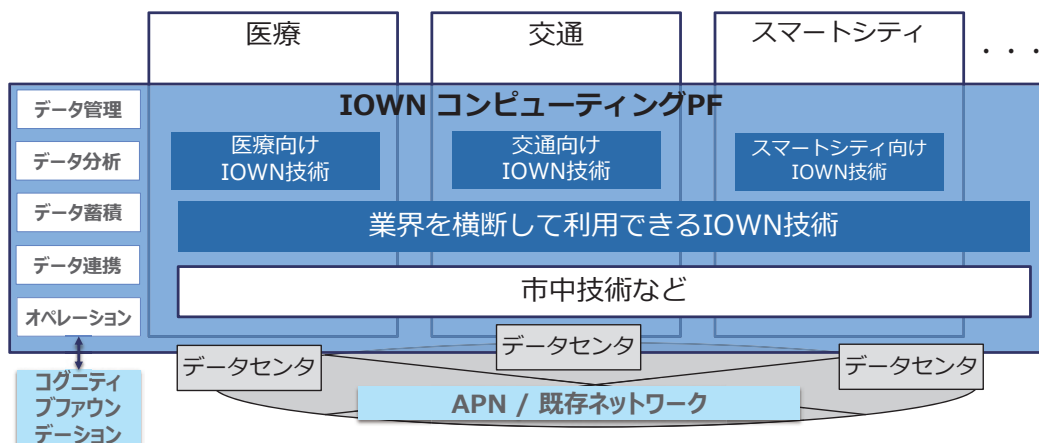 医療
交通
スマートシティ
・・・
IOWN コンピューティングPF
データ管理
データ分析
データ蓄積
データ連携
オペレーション
医療向け
IOWN技術
交通向け
IOWN技術
スマートシティ向け
IOWN技術
業界を横断して利用できるIOWN技術
市中技術など
データセンタ
データセンタ
データセンタ
APN / 既存ネットワーク
コグニティ
ブファウン
デーション